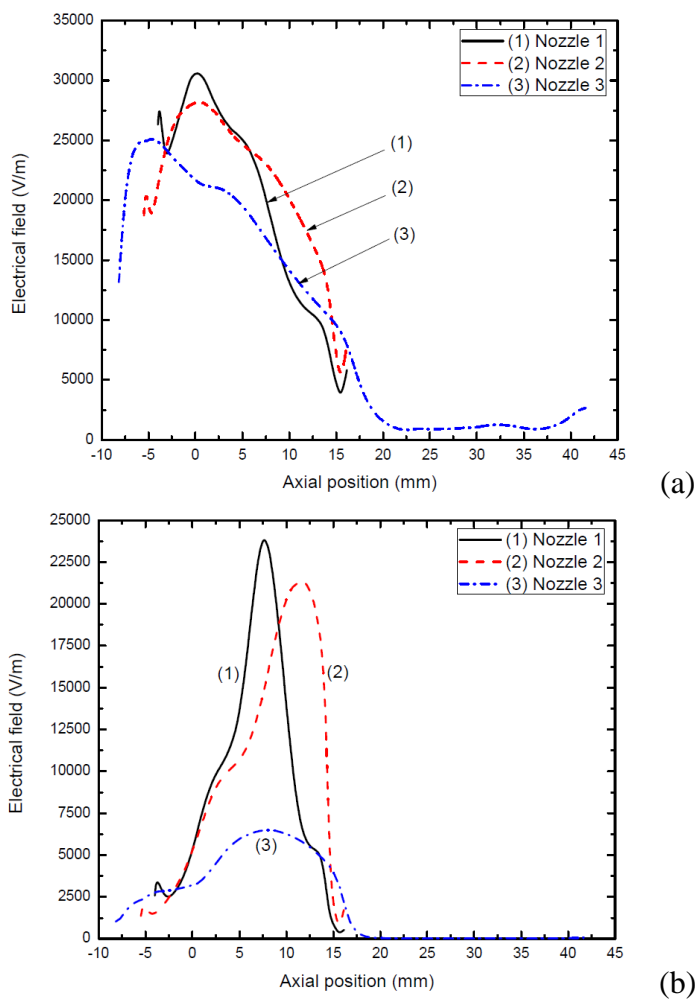 35000
30000
25000
20000
15000
10000
5000
0
Electrical field (V/m)
(1) Nozzle 1
(2) Nozzle 2
(3) Nozzle 3
(1)
(2)
(3)
-10 -5 0 5 10 15 20 25 30 35 40 45
Axial position (mm)
(a)
25000
22500
20000
17500
15000
12500
10000
7500
5000
2500
0
Electrical field (V/m)
(1) Nozzle 1
(2) Nozzle 2
(3) Nozzle 3
(1)
(2)
(3)
-10 -5 0 5 10 15 20 25 30 35 40 45
Axial position (mm)
(b)